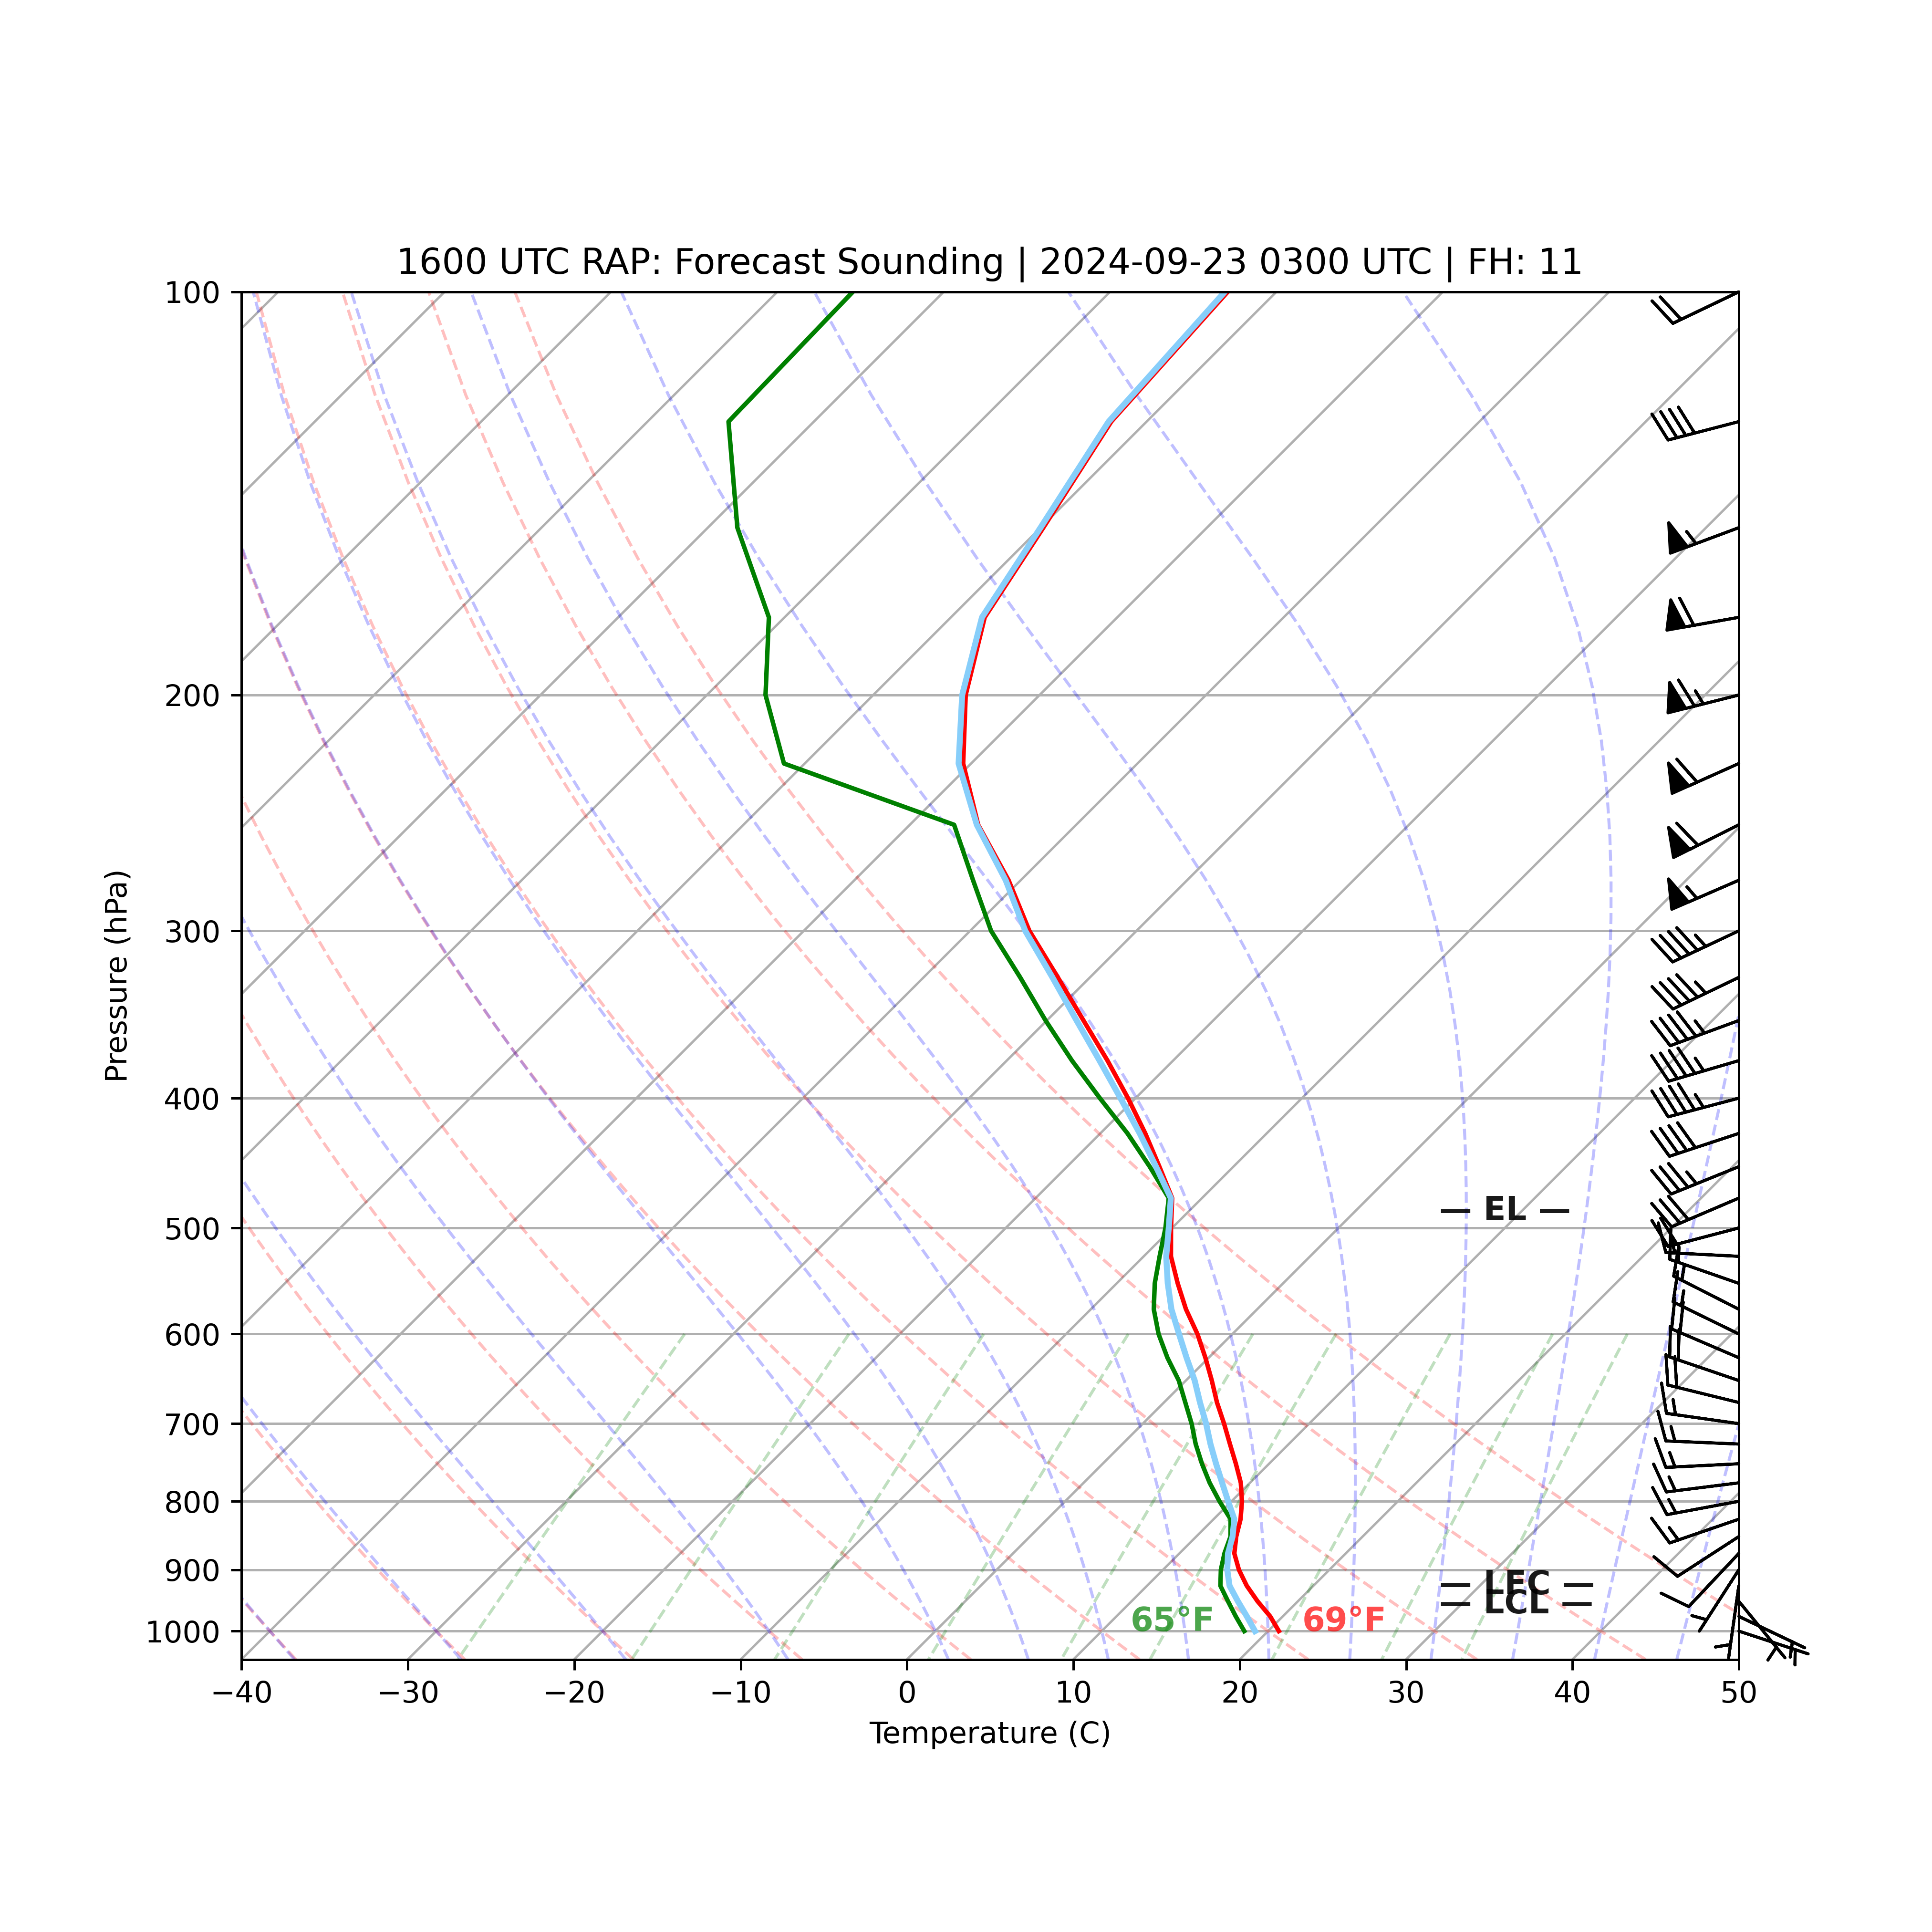 1600 UTC RAP: Forecast Sounding | 2024-09-23 0300 UTC | FH: 11
100
200
300
400
500
600
700
800
900
1000
Pressure (hPa)
— EL —
— LFC —
— LCL —
65°F
69°F
−40 −30 −20 −10 0 10 20 30 40 50
Temperature (C)